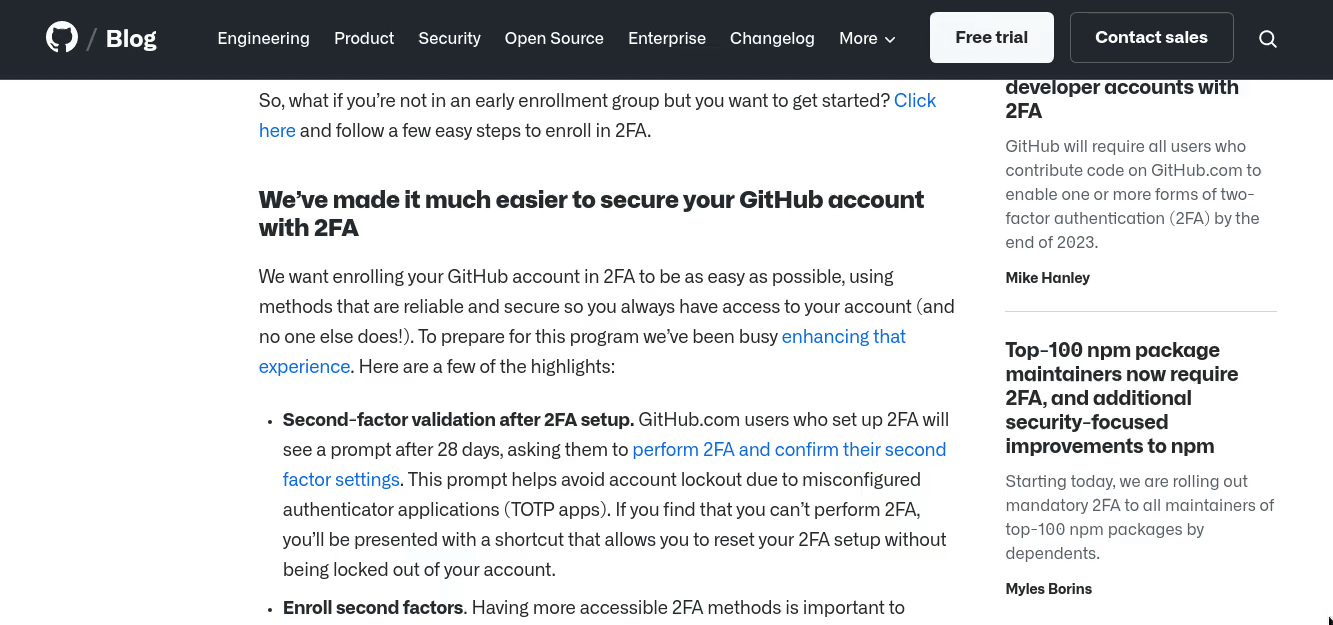 / Blog
Engineering
Product
Security
Open Source
Enterprise
Changelog
More
Free trial
Contact sales
So, what if you’re not in an early enrollment group but you want to get started? Click
here and follow a few easy steps to enroll in 2FA.
We’ve made it much easier to secure your GitHub account
with 2FA
We want enrolling your GitHub account in 2FA to be as easy as possible, using
methods that are reliable and secure so you always have access to your account (and
no one else does!). To prepare for this program we’ve been busy enhancing that
experience. Here are a few of the highlights:
• Second-factor validation after 2FA setup. GitHub.com users who set up 2FA will
see a prompt after 28 days, asking them to perform 2FA and confirm their second
factor settings. This prompt helps avoid account lockout due to misconfigured
authenticator applications (TOTP apps). If you find that you can’t perform 2FA,
you’ll be presented with a shortcut that allows you to reset your 2FA setup without
being locked out of your account.
• Enroll second factors. Having more accessible 2FA methods is important to
developer accounts with
2FA
GitHub will require all users who
contribute code on GitHub.com to
enable one or more forms of two-
factor authentication (2FA) by the
end of 2023.
Mike Hanley
Top-100 npm package
maintainers now require
2FA, and additional
security-focused
improvements to npm
Starting today, we are rolling out
mandatory 2FA to all maintainers of
top-100 npm packages by
dependents.
Myles Borins